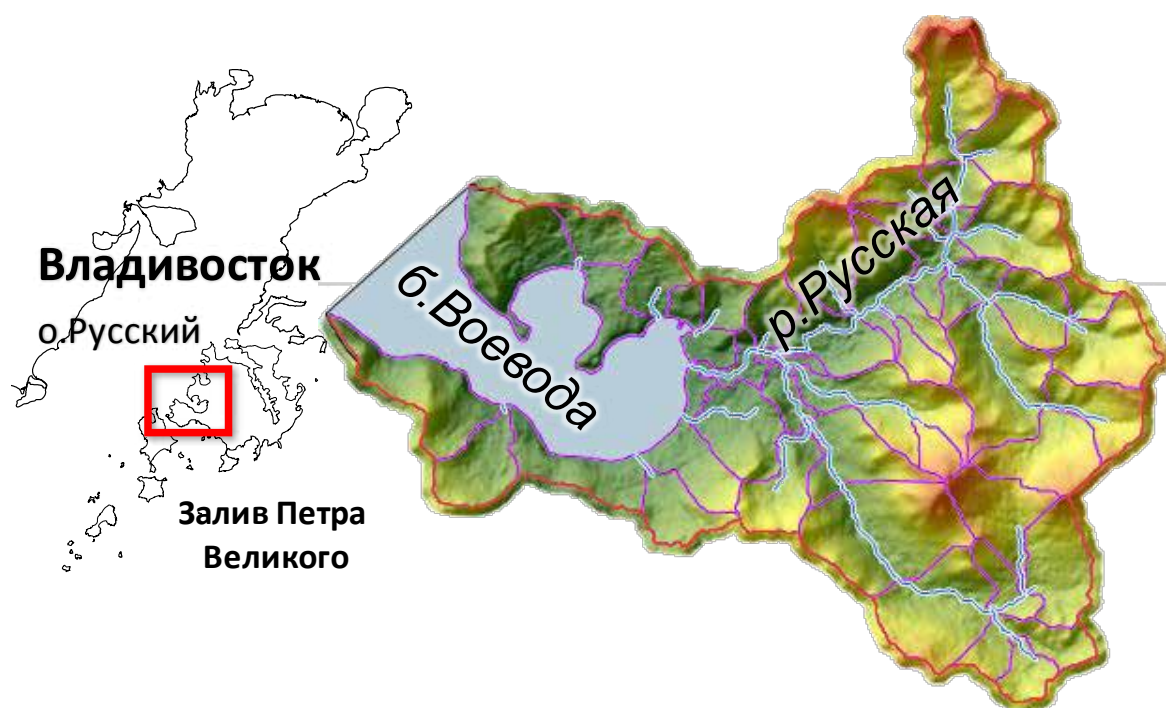 Владивосток
о.Русский
Залив Петра
Великого
б.Воевода
р.Русская